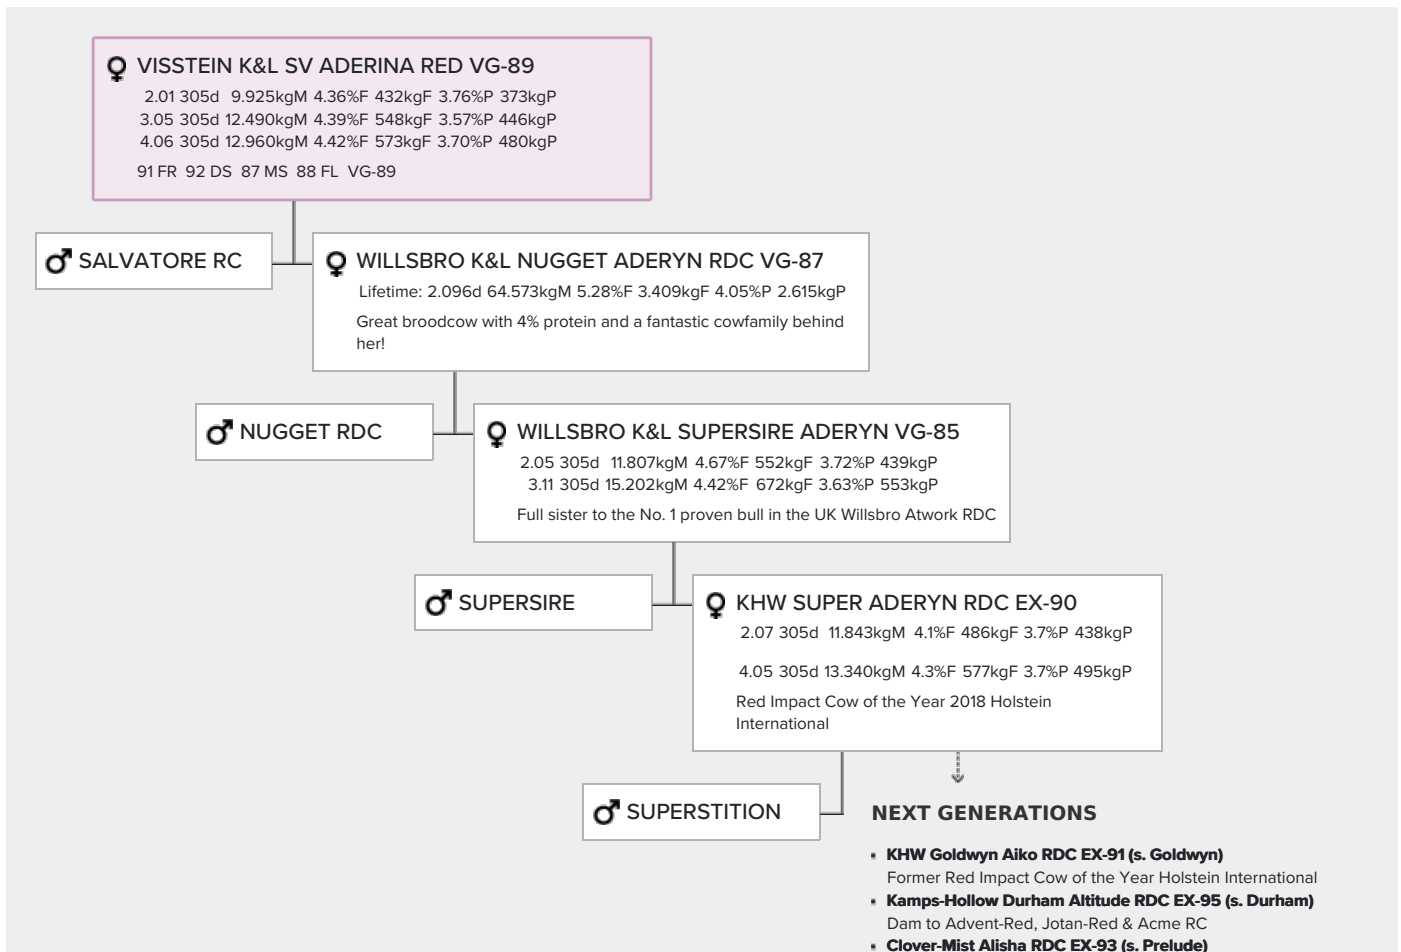 VISSTEIN K&L SV ADERINA RED VG-89
2.01 305d 9.925kgM 4.36%F 432kgF 3.76%P 373kgP
3.05 305d 12.490kgM 4.39%F 548kgF 3.57%P 446kgP
4.06 305d 12.960kgM 4.42%F 573kgF 3.70%P 480kgP
91 FR 92 DS 87 MS 88 FL VG-89
SALVATORE RC
WILLSBRO K&L NUGGET ADERYN RDC VG-87
Lifetime: 2.096d 64.573kgM 5.28%F 3.409kgF 4.05%P 2.615kgP
Great broodcow with 4% protein and a fantastic cowfamily behind
her!
NUGGET RDC
WILLSBRO K&L SUPERSIRE ADERYN VG-85
2.05 305d 11.807kgM 4.67%F 552kgF 3.72%P 439kgP
3.11 305d 15.202kgM 4.42%F 672kgF 3.63%P 553kgP
Full sister to the No. 1 proven bull in the UK Willsbro Atwork RDC
SUPERSIRE
KHW SUPER ADERYN RDC EX-90
2.07 305d 11.843kgM 4.1%F 486kgF 3.7%P 438kgP
4.05 305d 13.340kgM 4.3%F 577kgF 3.7%P 495kgP
Red Impact Cow of the Year 2018 Holstein
International
SUPERSTITION
NEXT GENERATIONS
KHW Goldwyn Aiko RDC EX-91 (s. Goldwyn)
Former Red Impact Cow of the Year Holstein International
Kamps-Hollow Durham Altitude RDC EX-95 (s. Durham)
Dam to Advent-Red, Jotan-Red & Acme RC
Clover-Mist Alisha RDC EX-93 (s. Prelude)